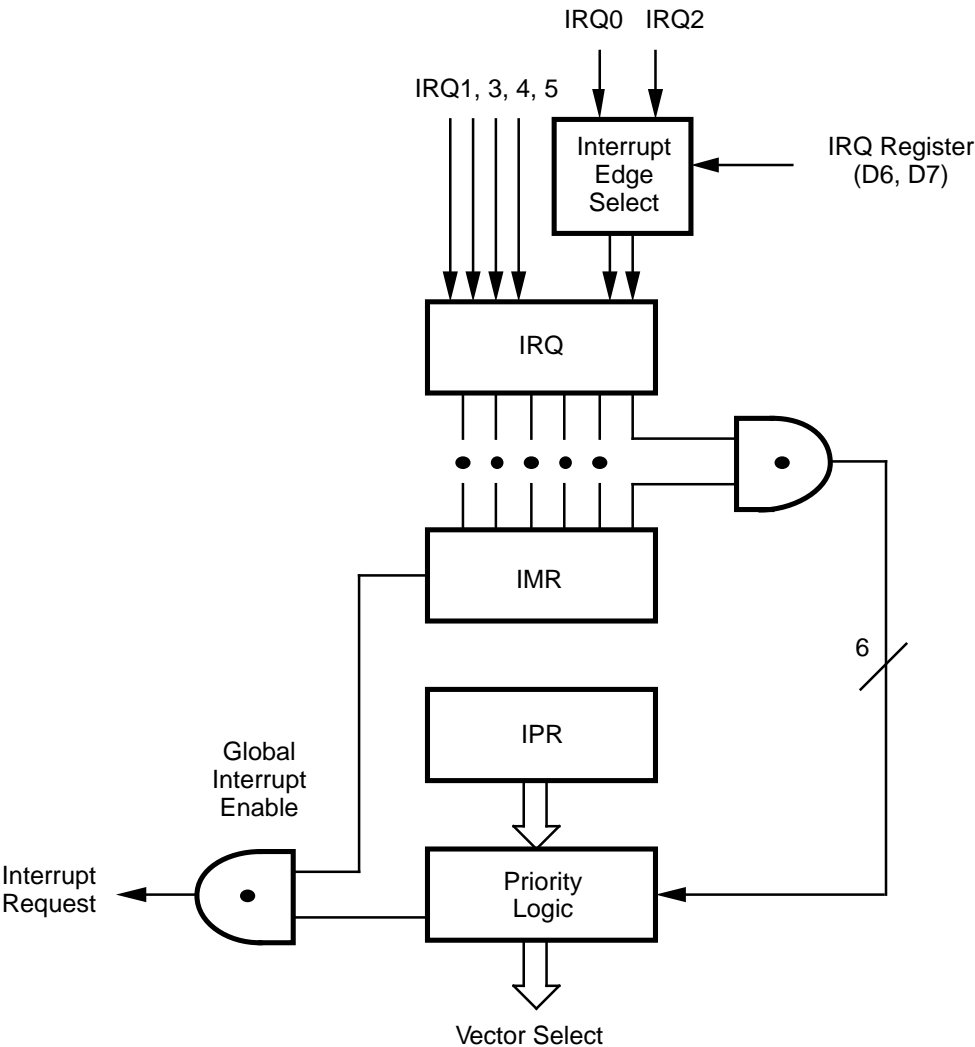 IRQ0 IRQ2
IRQ1, 3, 4, 5
Interrupt
Edge
Select
IRQ Register
(D6, D7)
IRQ
IMR
6
IPR
Global
Interrupt
Enable
Interrupt
Request
Priority
Logic
Vector Select